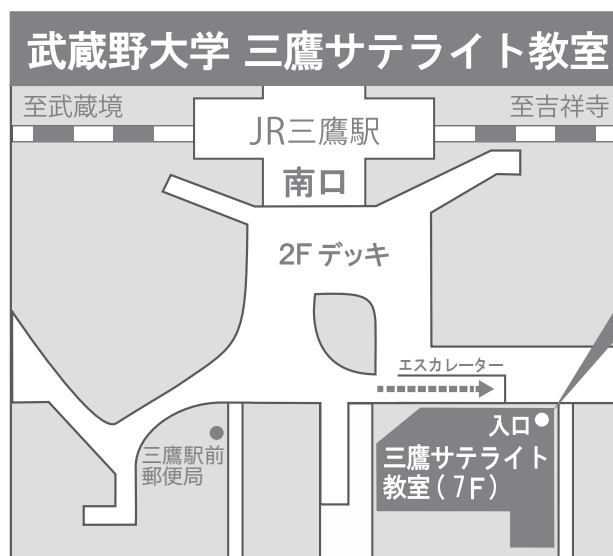 武蔵野大学 三鷹サテライト教室
至武蔵境
至吉祥寺
JR三鷹駅
南口
2F デッキ
エスカレーター
入口
三鷹駅前
郵便局
三鷹サテライト
教室（7F）